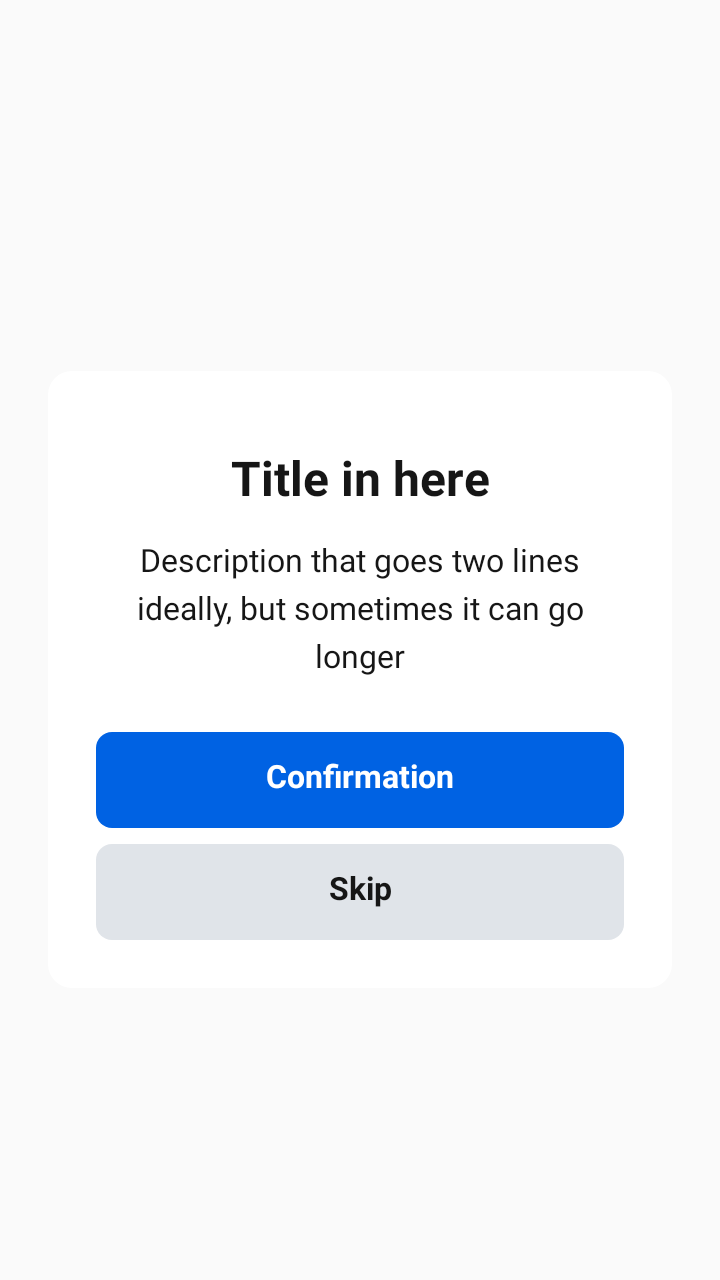 Title in here
Description that goes two lines
ideally, but sometimes it can go
longer
Confirmation
Skip